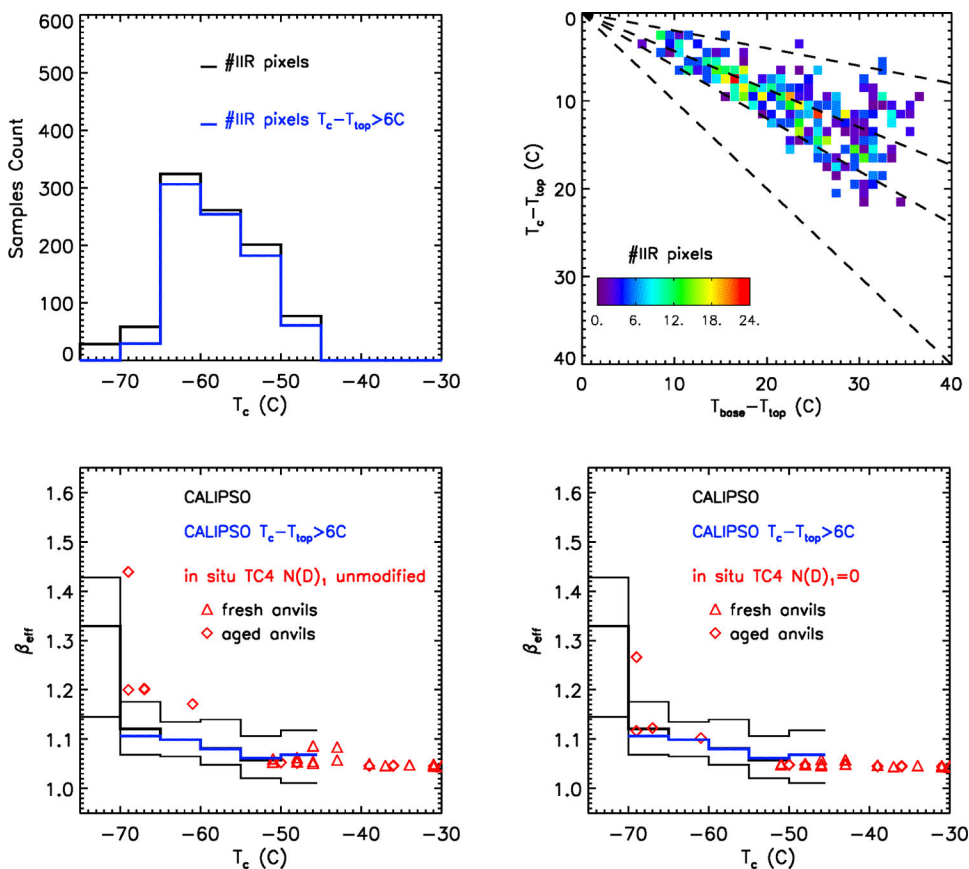 600
500
400
300
200
100
0
Samples Count
#IIR pixels
#IIR pixels Tc−Ttop>6C
−70 −60 −50 −40 −30
Tc (C)
0
10
20
30
40
Tc−Ttop (C)
#IIR pixels
0. 6. 12. 18. 24.
0 10 20 30 40
Tbase−Ttop (C)
1.6
1.5
1.4
1.3
1.2
1.1
1.0
βeff
CALIPSO
CALIPSO Tc−Ttop>6C
in situ TC4 N(D)1 unmodified
fresh anvils
aged anvils
−70 −60 −50 −40 −30
Tc (C)
1.6
1.5
1.4
1.3
1.2
1.1
1.0
βeff
CALIPSO
CALIPSO Tc−Ttop>6C
in situ TC4 N(D)1=0
fresh anvils
aged anvils
−70 −60 −50 −40 −30
Tc (C)